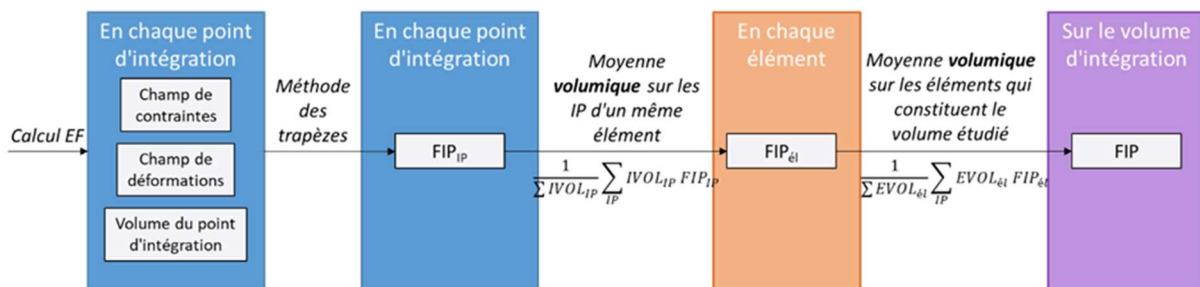 Calcul EF
En chaque point
d'intégration
Champ de
contraintes
Champ de
déformations
Volume du point
d'intégration
Méthode
des
trapèzes
En chaque point
d'intégration
FIP_IP
Moyenne
volumique sur les
IP d'un même
élément
1/∑ IVOL_IP ∑_IP IVOL_IP FIP_IP
En chaque
élément
FIP_él
Moyenne volumique
sur les éléments qui
constituent le
volume étudié
1/∑ EVOL_él ∑_IP EVOL_él FIP_él
Sur le volume
d'intégration
FIP